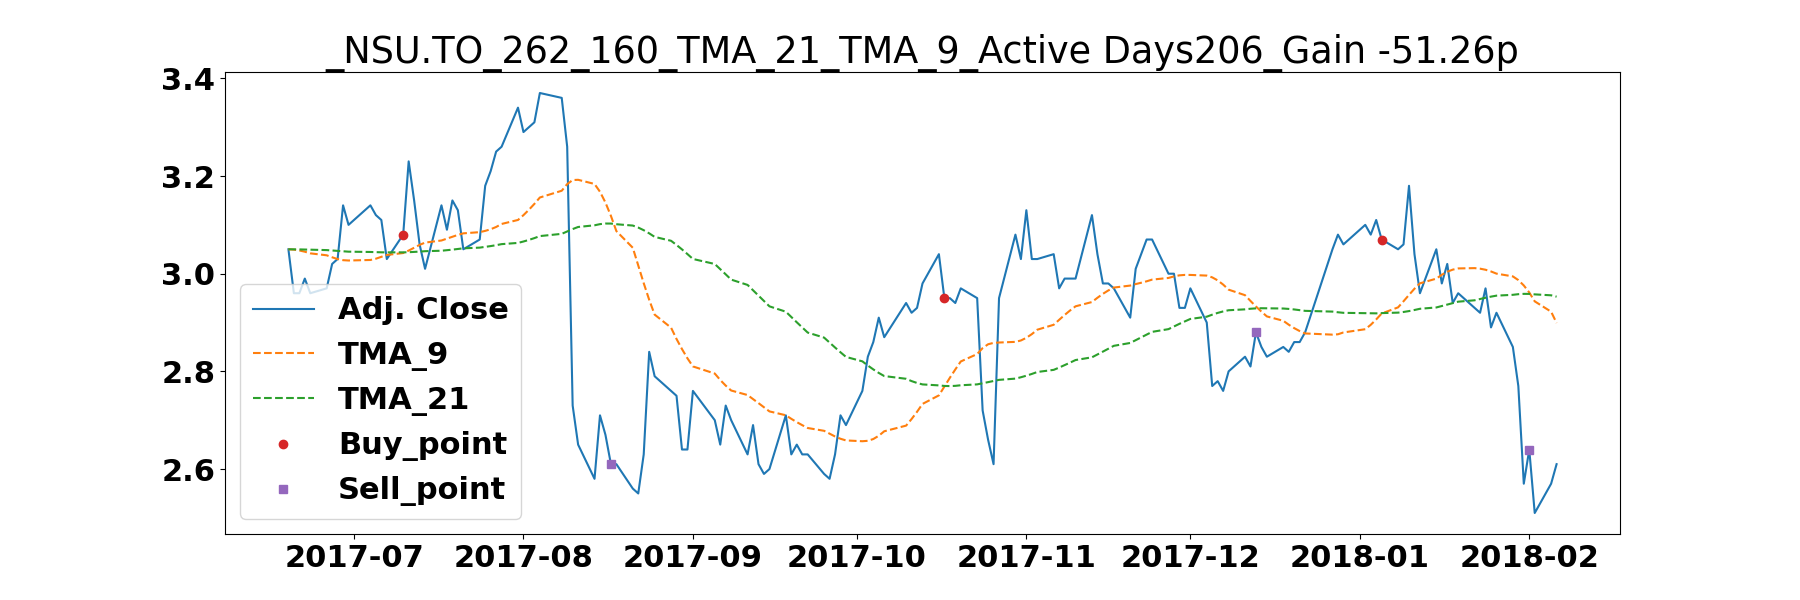 _NSU.TO_262_160_TMA_21_TMA_9_Active Days206_Gain -51.26p
3.4
3.2
3.0
2.8
2.6
Adj. Close
TMA_9
TMA_21
Buy_point
Sell_point
2017-07 2017-08 2017-09 2017-10 2017-11 2017-12 2018-01 2018-02